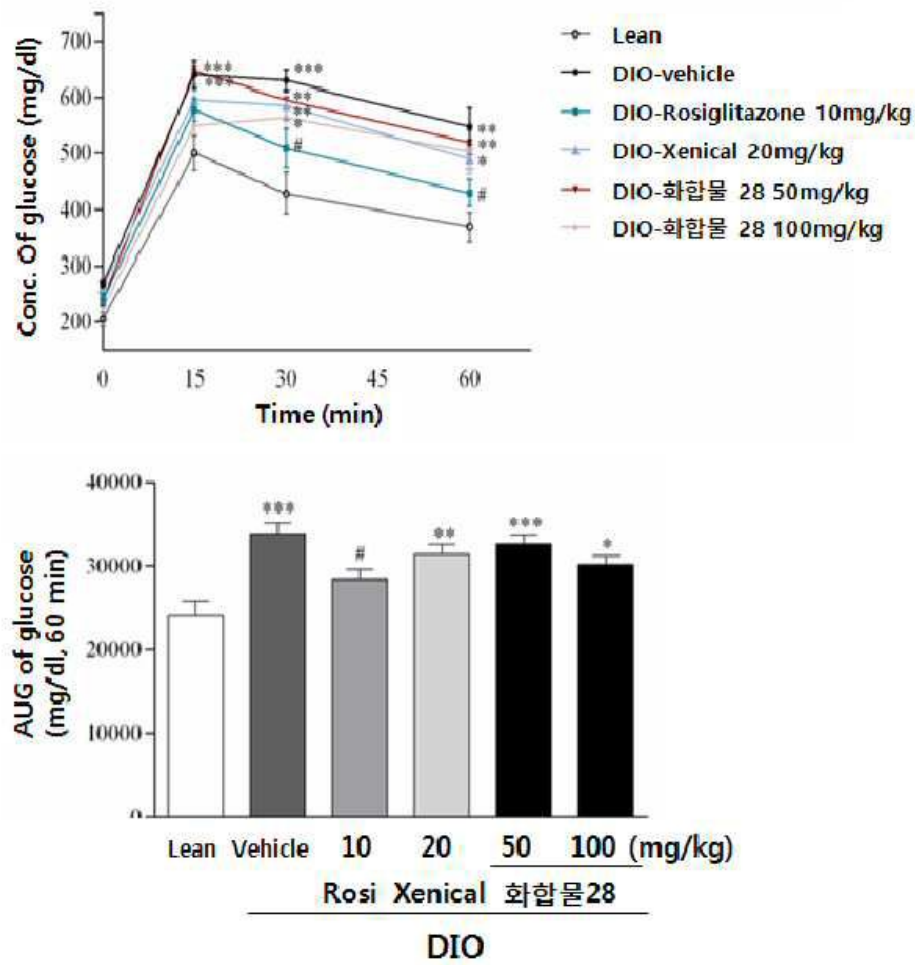 Conc. Of glucose (mg/dl)
700
600
500
400
300
200
0 15 30 45 60
Time (min)
***
***
***
**
**
*
#
**
**
*
#
Lean
DIO-vehicle
DIO-Rosiglitazone 10mg/kg
DIO-Xenical 20mg/kg
DIO-화합물 28 50mg/kg
DIO-화합물 28 100mg/kg
AUG of glucose
(mg/dl, 60 min)
40000
30000
20000
10000
0
***
#
**
***
*
Lean Vehicle 10 20 50 100 (mg/kg)
Rosi Xenical 화합물28
DIO